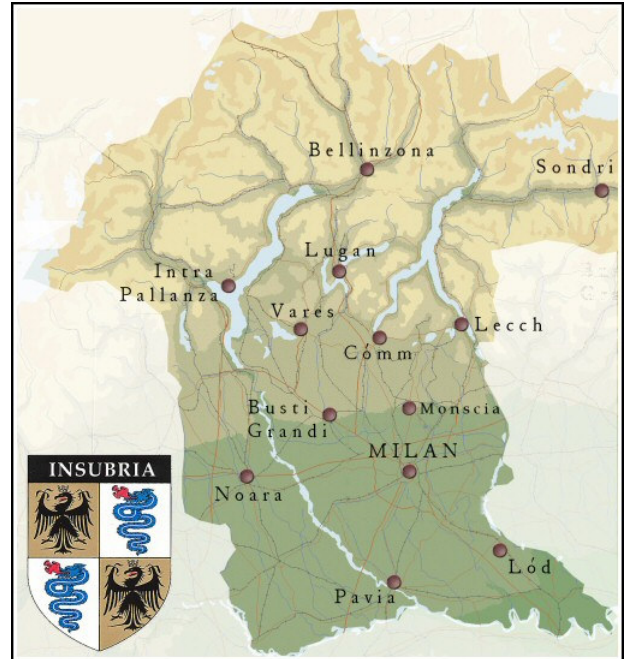 Bellinzona
Sondri
Lugan
Intra
Pallanza
Vares
Lecch
Cómm
Busti
Grandi
Monscia
MILAN
INSUBRIA
Noara
Lód
Pavia